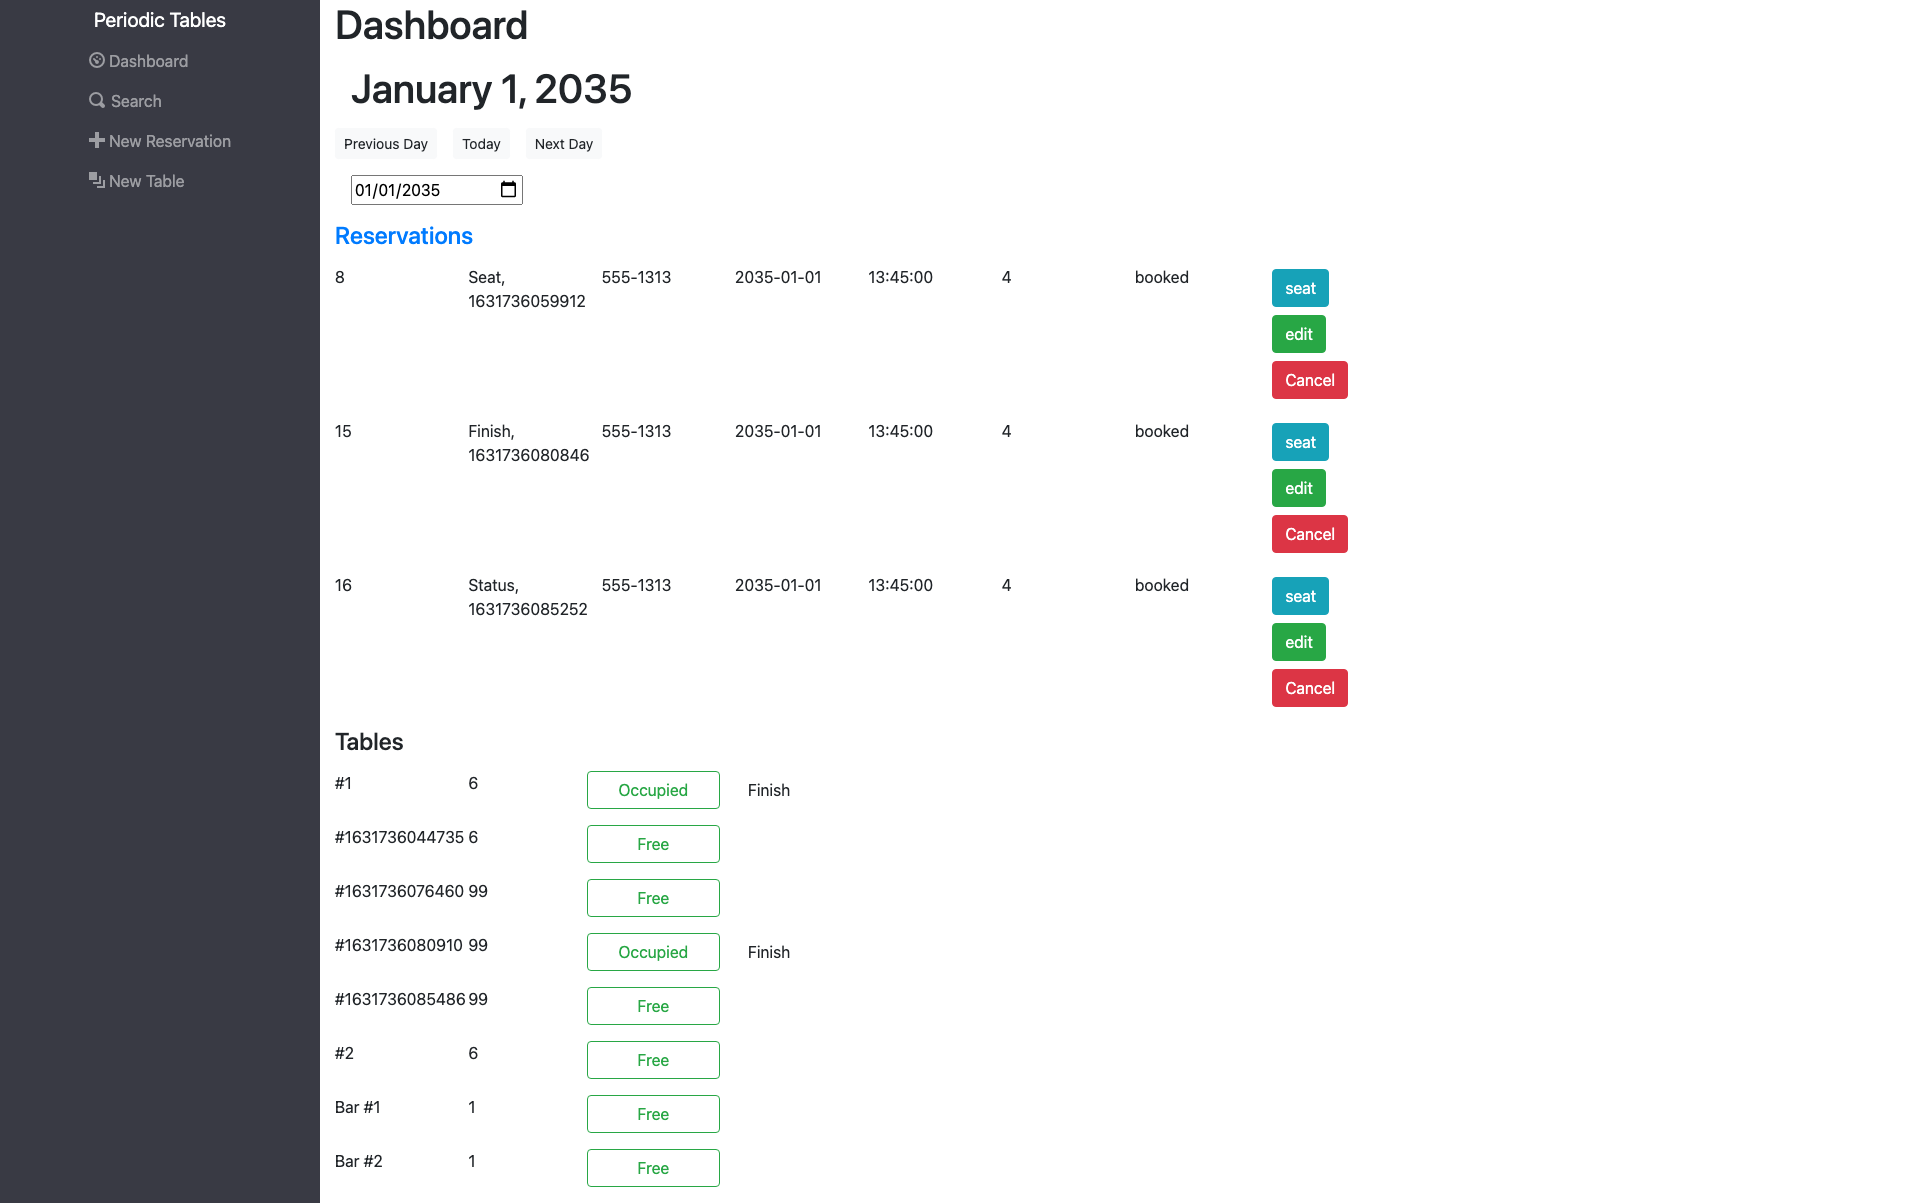 Periodic Tables
Dashboard
Search
New Reservation
New Table
Dashboard
January 1, 2035
Previous Day Today Next Day
01/01/2035
Reservations
8 Seat, 555-1313 2035-01-01 13:45:00 4 booked seat
1631736059912
edit
Cancel
15 Finish, 555-1313 2035-01-01 13:45:00 4 booked seat
1631736080846
edit
Cancel
16 Status, 555-1313 2035-01-01 13:45:00 4 booked seat
1631736085252
edit
Cancel
Tables
#1 6 Occupied Finish
#1631736044735 6 Free
#1631736076460 99 Free
#1631736080910 99 Occupied Finish
#1631736085486 99 Free
#2 6 Free
Bar #1 1 Free
Bar #2 1 Free